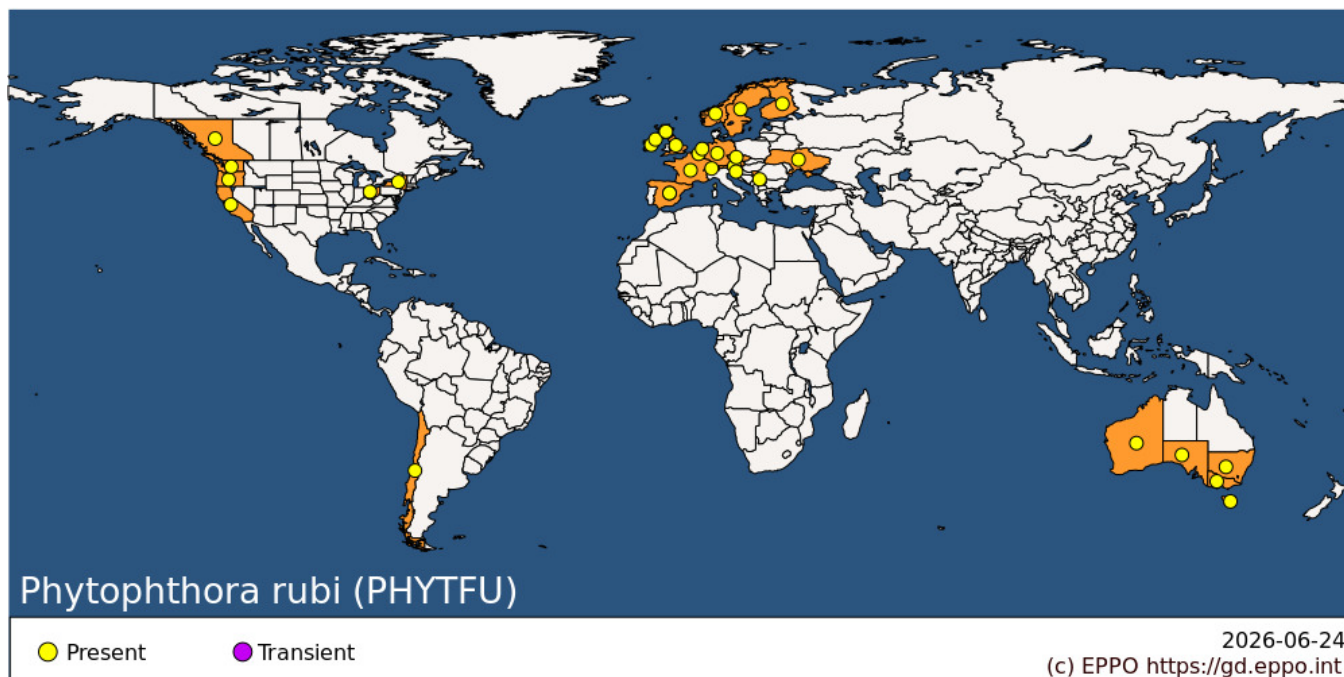 Phytophthora rubi (PHYTFU)
Present
Transient
2026-06-24
(c) EPPO https://gd.eppo.int